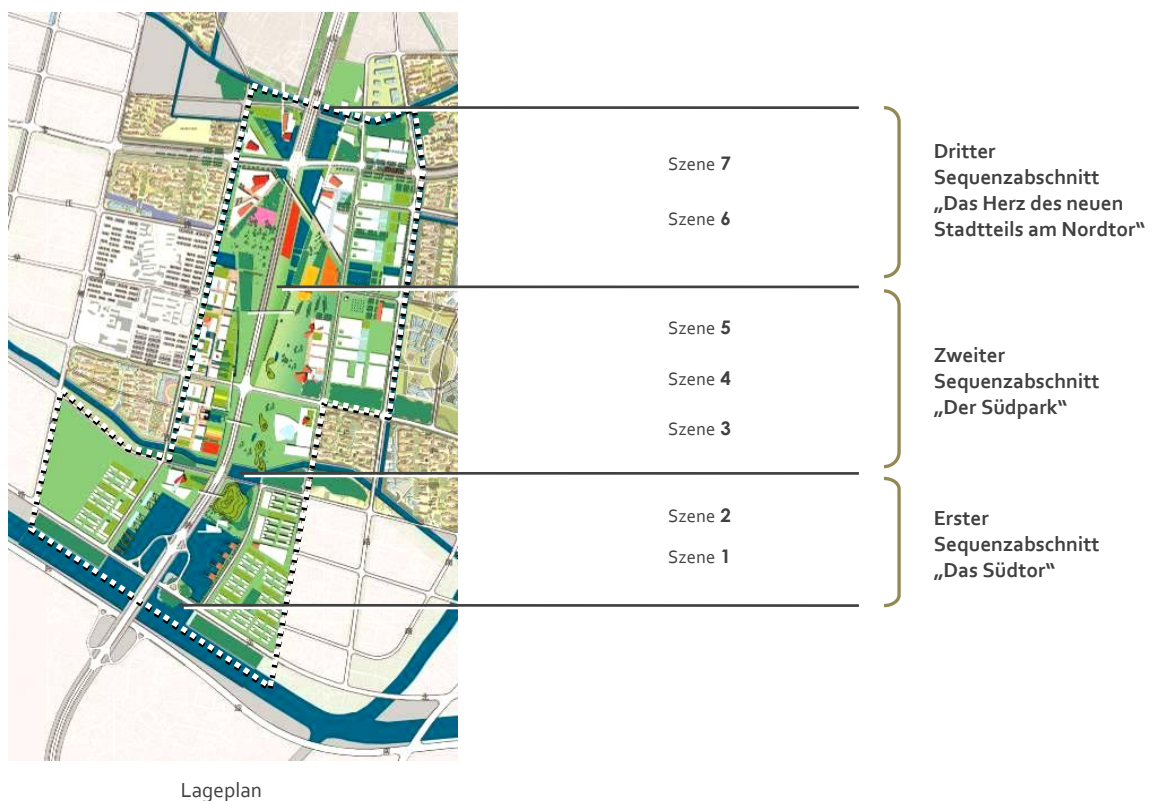 Szene 7
Szene 6
Dritter
Sequenzabschnitt
„Das Herz des neuen
Stadtteils am Nordtor“
Szene 5
Szene 4
Szene 3
Zweiter
Sequenzabschnitt
„Der Südpark“
Szene 2
Szene 1
Erster
Sequenzabschnitt
„Das Südtor“
Lageplan